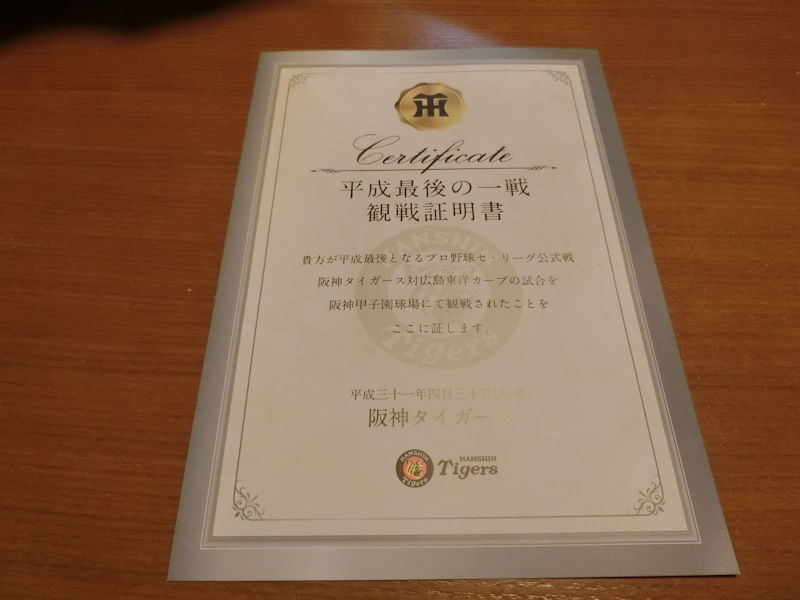 Certificate
平成最後の一戦
観戦証明書
貴方が平成最後となるプロ野球セ・リーグ公式戦
阪神タイガース対広島東洋カープの試合を
阪神甲子園球場にて観戦されたことを
ここに証します。
平成三十一年四月三十日
阪神タイガー
HANSHIN
Tigers
HANSHIN
Tigers
HANSHIN
Tigers